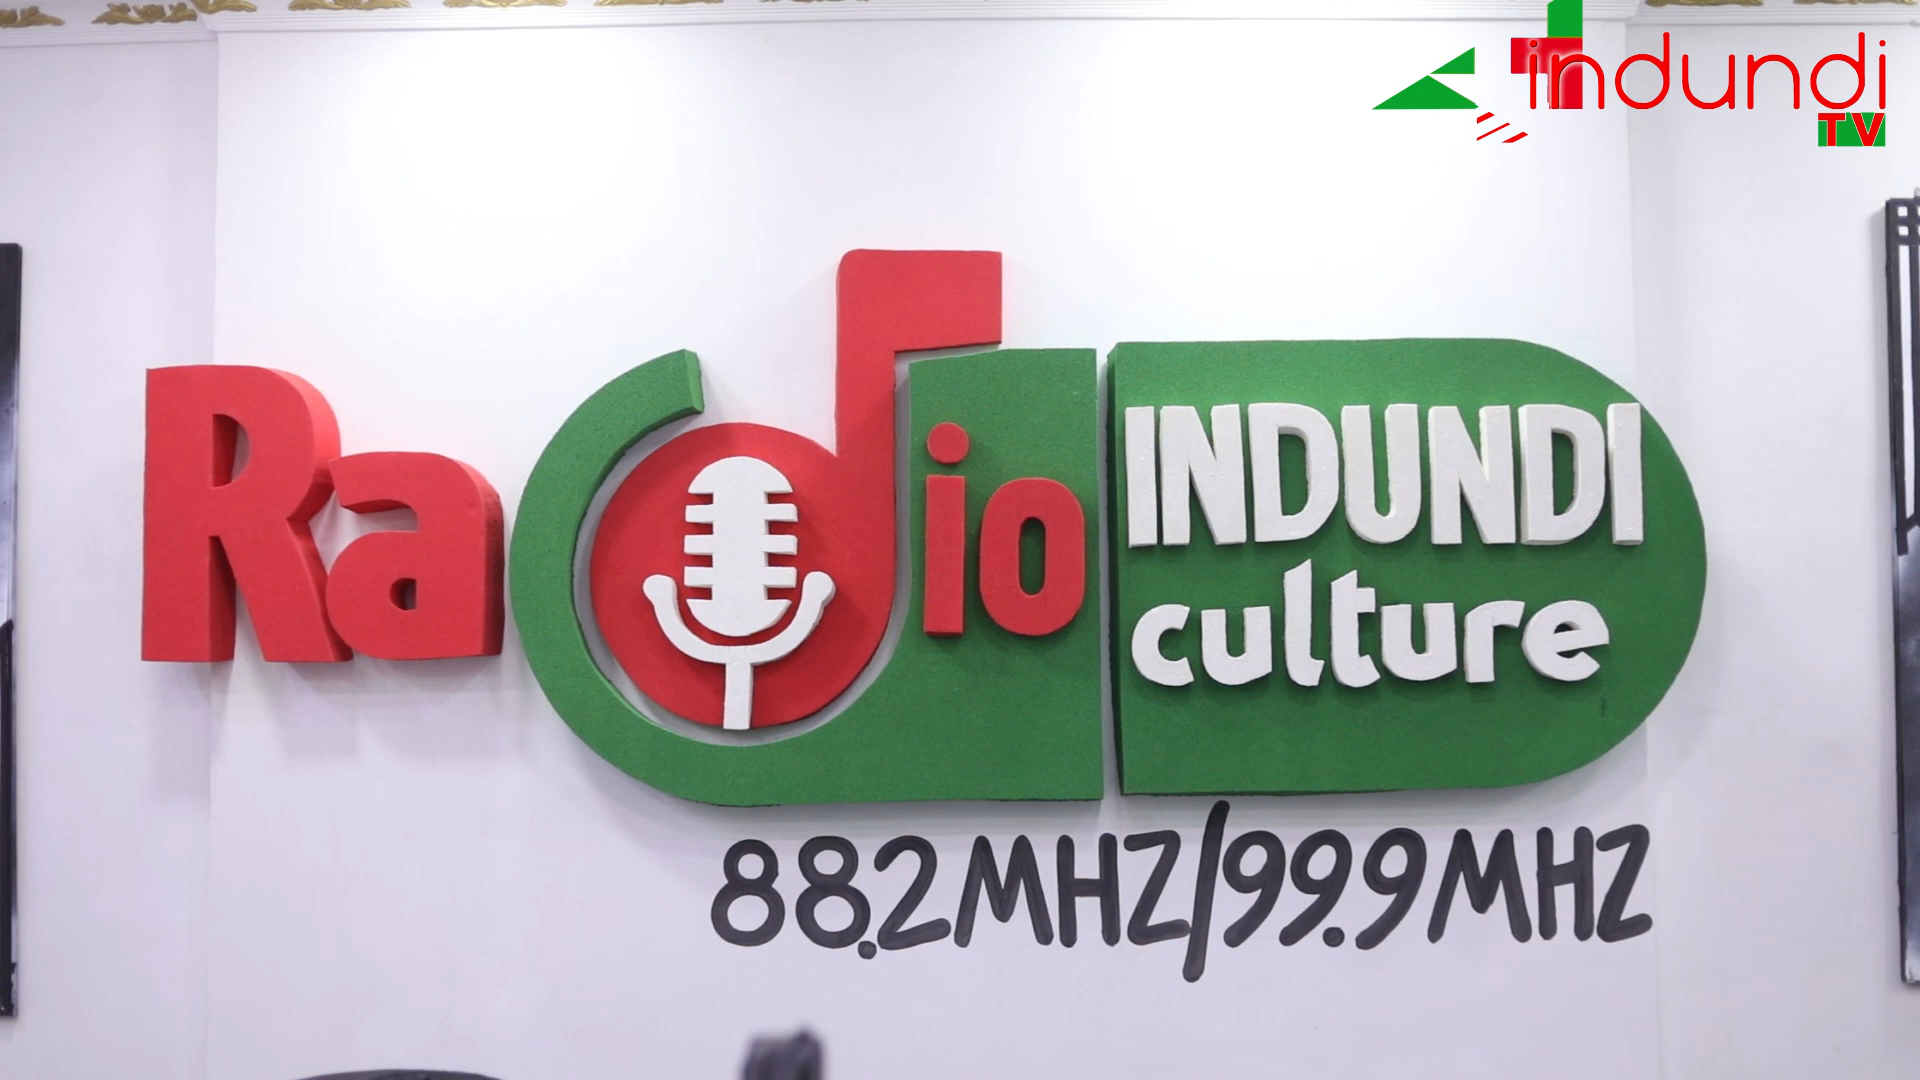 indundi
TV
Radio
INDUNDI
culture
88.2MHZ/99.9MHZ